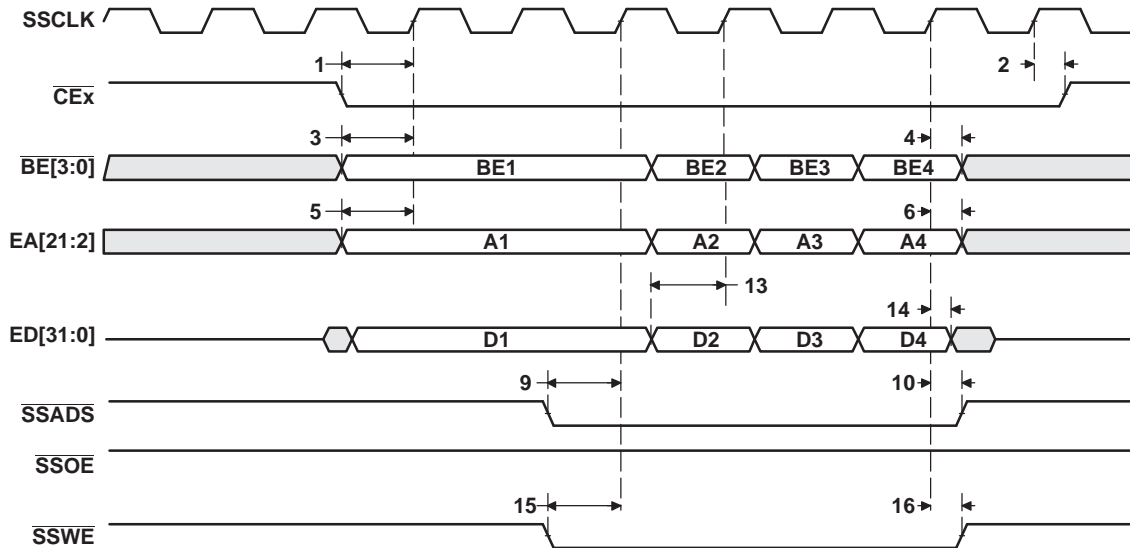 SSCLK
1
2
CEx
3
4
BE[3:0]
BE1
BE2
BE3
BE4
5
6
EA[21:2]
A1
A2
A3
A4
13
14
ED[31:0]
D1
D2
D3
D4
9
10
SSADS
SSOE
15
16
SSWE